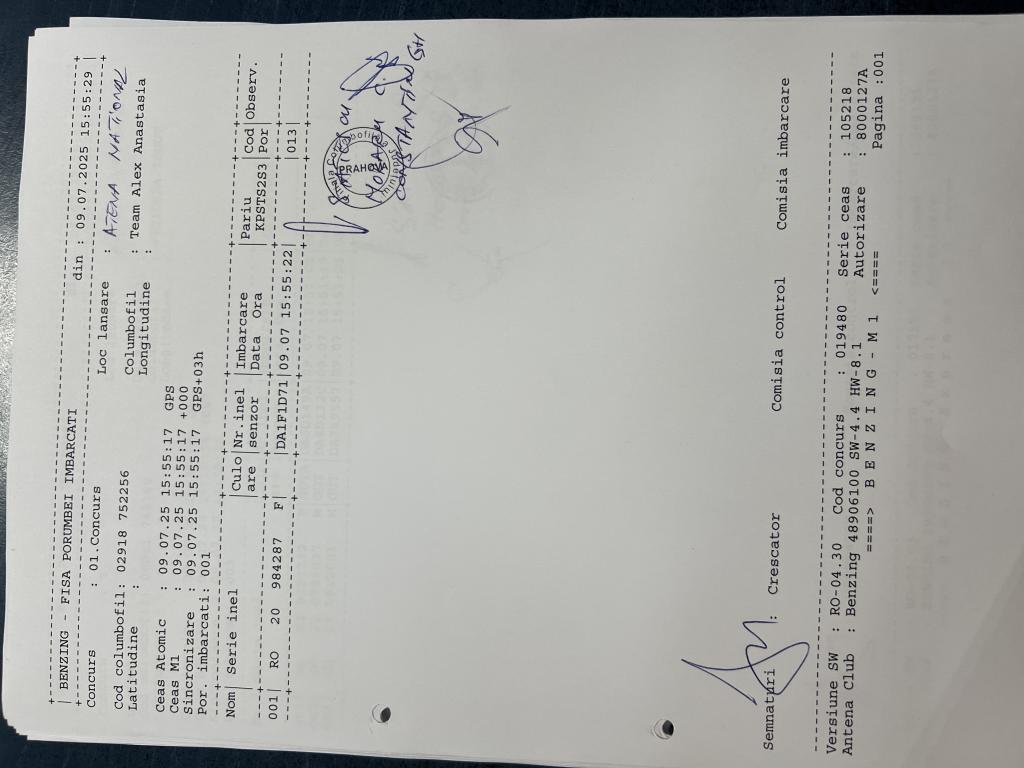 +-----------------------------------------------------------------------+
| BENZING - FISA PORUMBEI IMBARCATI                din : 09.07.2025 15:55:29 |
+-----------------------------------------------------------------------+
Concurs : 01.Concurs Loc lansare : ATENA NATIONAL
Cod columbofil: 02918 752256 Columbofil : Team Alex Anastasia
Latitudine : Longitudine :
Ceas Atomic : 09.07.25 15:55:17 GPS
Ceas M1 : 09.07.25 15:55:17 +000
Sincronizare : 09.07.25 15:55:17 GPS+03h
Por. imbarcati: 001
Nom| Serie inel |Culo|Nr.inel |Imbarcare |Pariu |Cod|Observ.
| |are |senzor |Data Ora | KPSTS2S3|Por|
001| RO 20 984287 F| |DA1F1D71|09.07 15:55:22| |013|
PRAHOVA
MORARU
CONSTANTIN GH
Semnaturi : Crescator Comisia control Comisia imbarcare
Versiune SW : RO-04.30 Cod concurs : 019480 Serie ceas : 105218
Antena Club : Benzing 48906100 SW-4.4 HW-8.1 Autorizare : 8000127A
====> B E N Z I N G - M 1 <==== Pagina :001